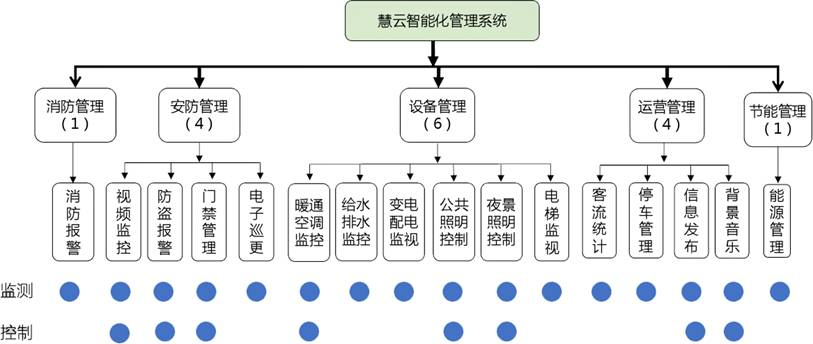 慧云智能化管理系统
消防管理
（1）
安防管理
（4）
设备管理
（6）
运营管理
（4）
节能管理
（1）
消防报警
视频监控
防盗报警
门禁管理
电子巡更
暖通空调监控
给水排水监控
变电配电监视
公共照明控制
夜景照明控制
电梯监视
客流统计
停车管理
信息发布
背景音乐
能源管理
监测
控制